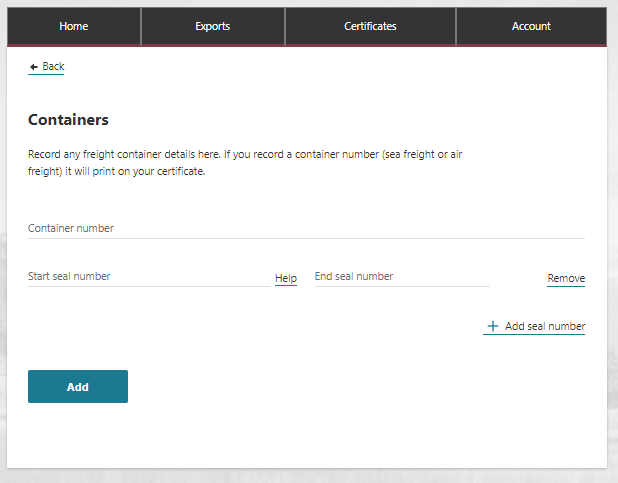 Home Exports Certificates Account
Back
Containers
Record any freight container details here. If you record a container number (sea freight or air
freight) it will print on your certificate.
Container number
Start seal number Help End seal number Remove
Add seal number
Add